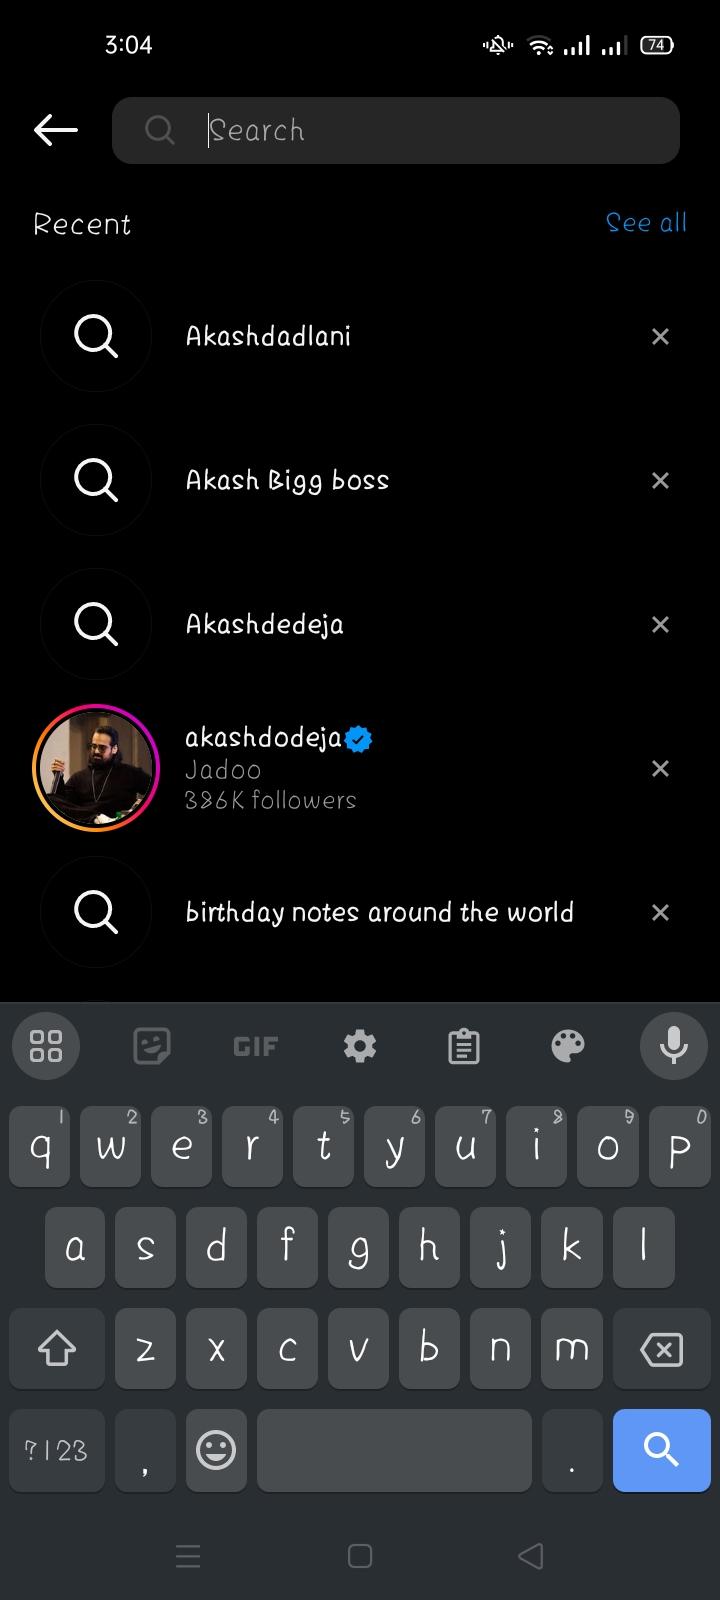 3:04
74
Search
Recent
See all
Akashdadlani
Akash Bigg boss
Akashdedeja
akashdodeja
Jadoo
386K followers
birthday notes around the world
GIF
1 2 3 4 5 6 7 8 9 0
q w e r t y u i o p
a s d f g h j k l
z x c v b n m
?123 , .